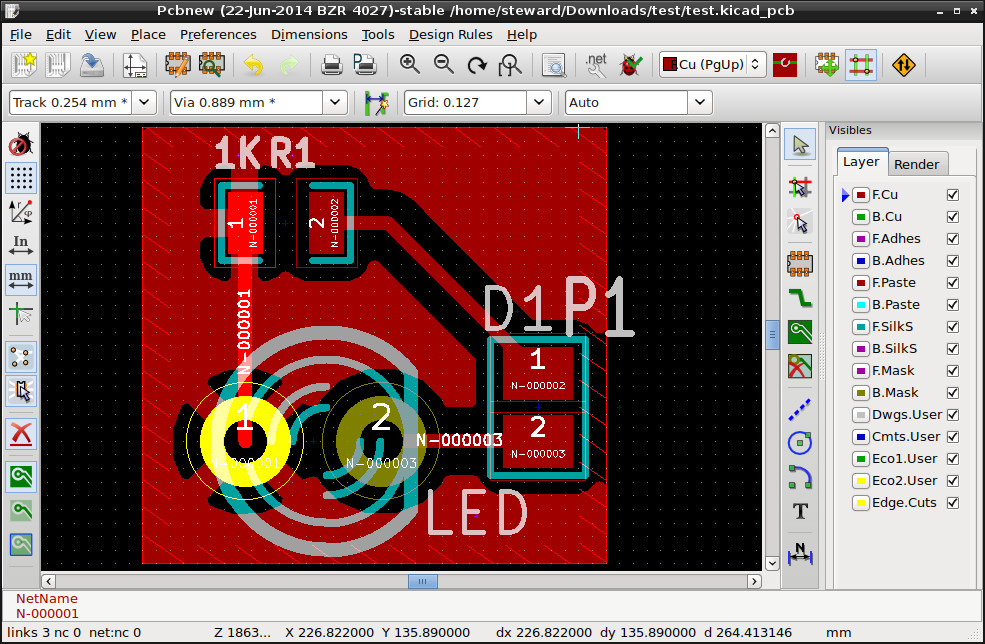 Pcbnew (22-Jun-2014 BZR 4027)-stable /home/steward/Downloads/test/test.kicad_pcb
File Edit View Place Preferences Dimensions Tools Design Rules Help
.net
Cu (PgUp)
Track 0.254 mm *
Via 0.889 mm *
Grid: 0.127
Auto
In
mm
1K R1
1
N-000001
2
N-000002
N-000001
D1 P1
1
N-000002
2
N-000003
1
N-000001
2
N-000003
N-000003
LED
T
N
Visibles
Layer
Render
F.Cu
B.Cu
F.Adhes
B.Adhes
F.Paste
B.Paste
F.SilkS
B.SilkS
F.Mask
B.Mask
Dwgs.User
Cmts.User
Eco1.User
Eco2.User
Edge.Cuts
NetName
N-000001
links 3 nc 0 net:nc 0 Z 1863... X 226.822000 Y 135.890000 dx 226.822000 dy 135.890000 d 264.413146 mm